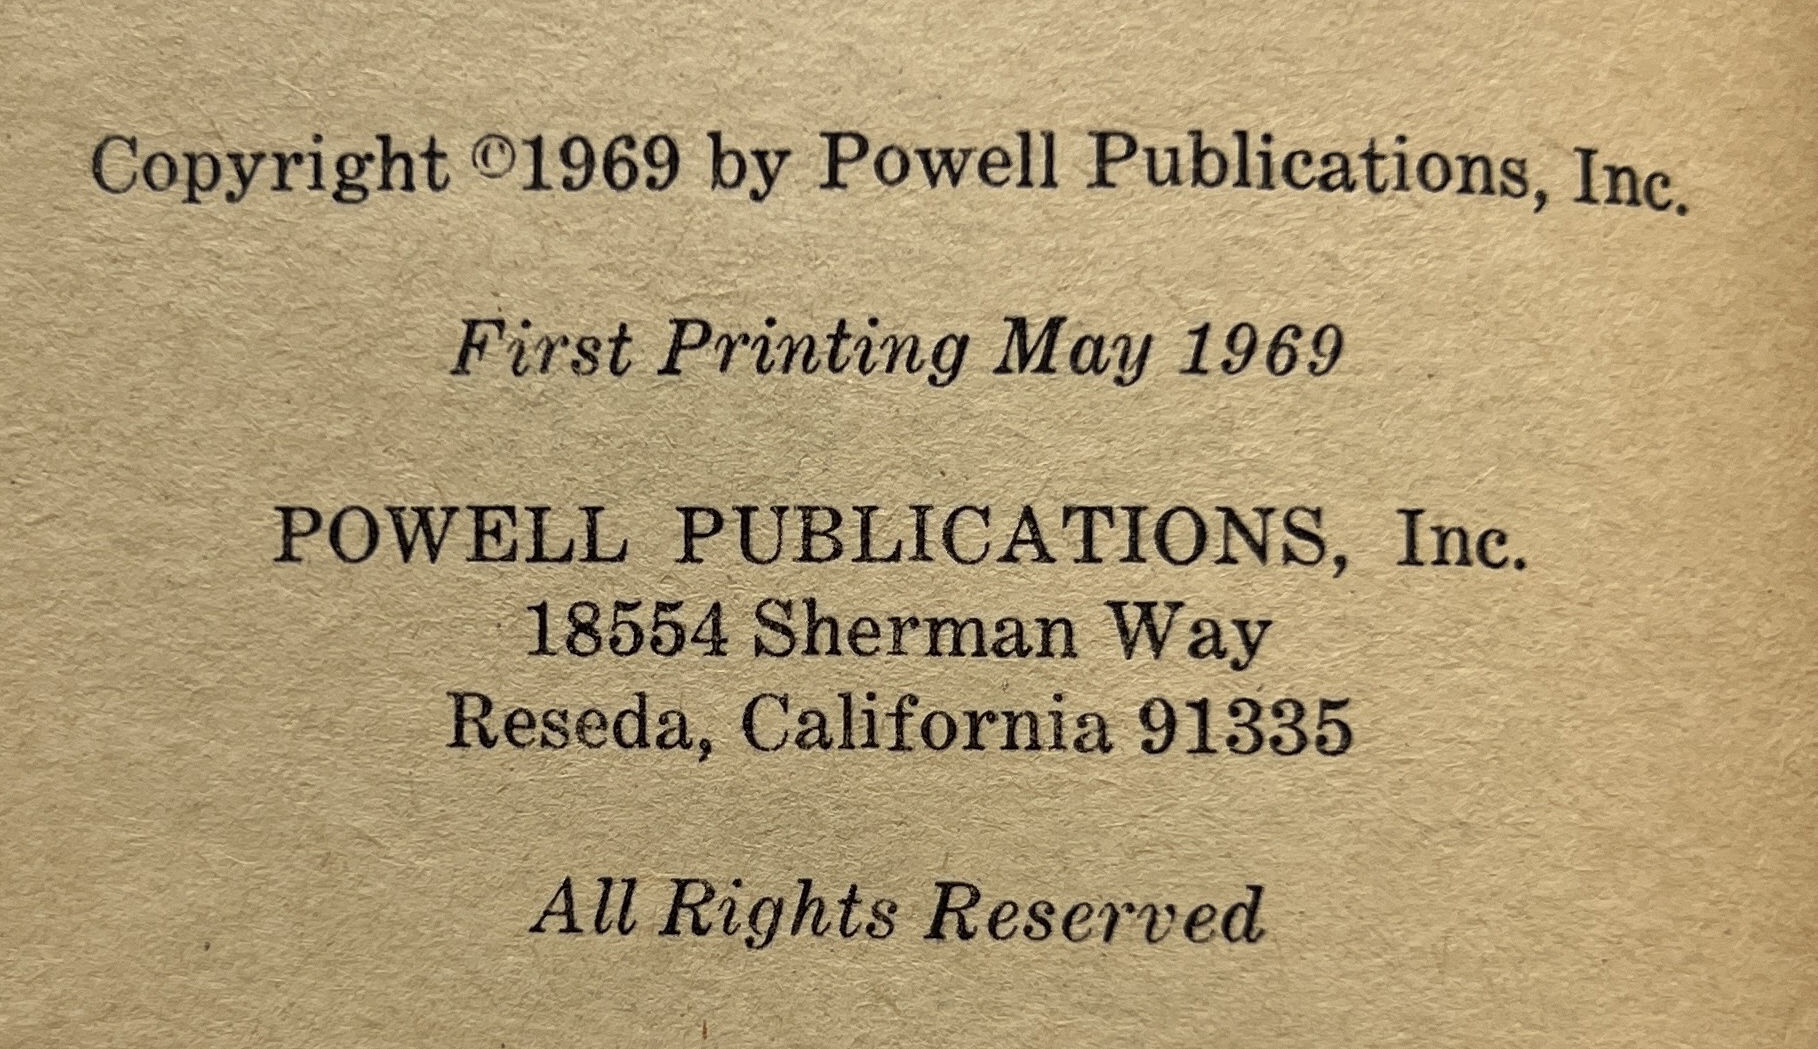 Copyright ©1969 by Powell Publications, Inc.
First Printing May 1969
POWELL PUBLICATIONS, Inc.
18554 Sherman Way
Reseda, California 91335
All Rights Reserved